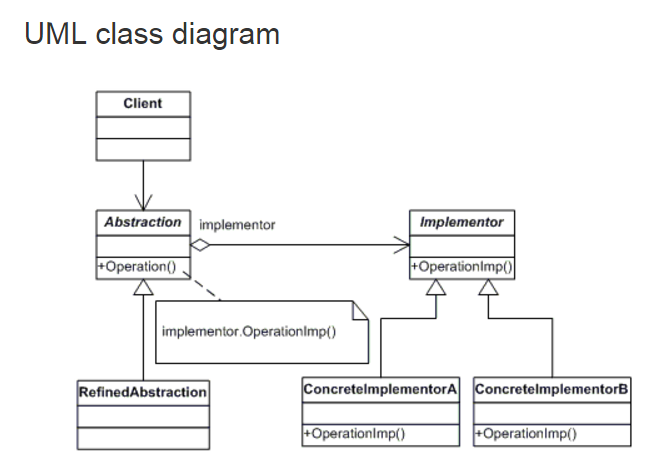 UML class diagram
Client
Abstraction
implementor
Implementor
+Operation()
+OperationImp()
implementor.OperationImp()
RefinedAbstraction
ConcreteImplementorA
ConcreteImplementorB
+OperationImp()
+OperationImp()